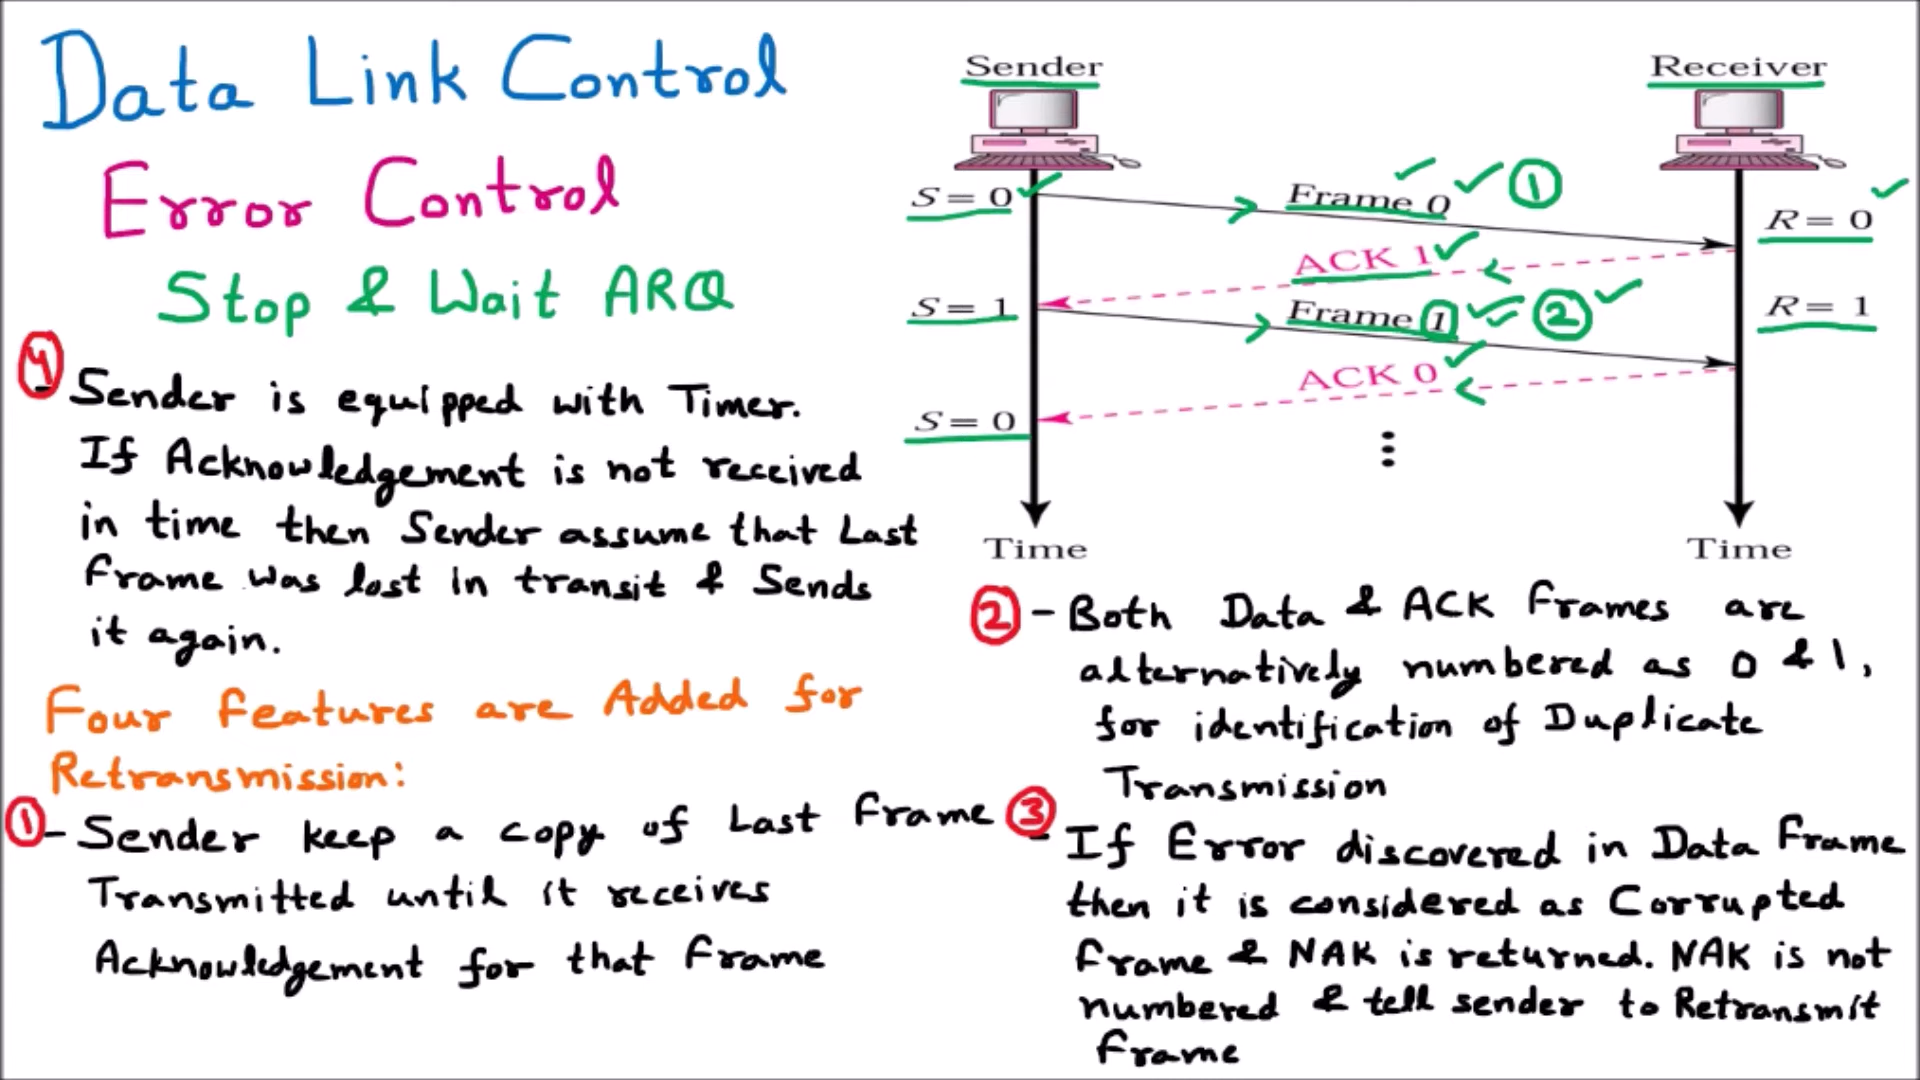 Data Link Control
Error Control
Stop & Wait ARQ
4
- Sender is equipped with Timer.
If Acknowledgement is not received
in time then Sender assume that Last
frame was lost in transit & Sends
it again.
Four features are Added for
Retransmission:
1 - Sender keep a copy of Last frame
Transmitted until it receives
Acknowledgement for that frame
Sender
Receiver
S = 0
Frame 0
1
R = 0
ACK 1
S = 1
Frame 1
2
R = 1
ACK 0
S = 0
Time
Time
2 - Both Data & ACK frames are
alternatively numbered as 0 & 1,
for identification of Duplicate
Transmission
3
- If Error discovered in Data Frame
then it is considered as Corrupted
frame & NAK is returned. NAK is not
numbered & tell sender to Retransmit
frame